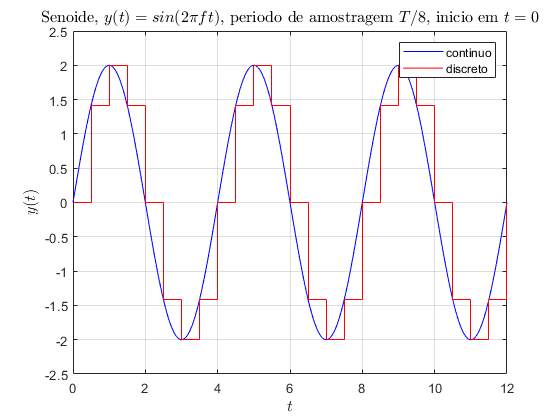 Senoide, y(t) = sin(2πft), periodo de amostragem T/8, inicio em t = 0
2.5
continuo
discreto
2
1.5
1
0.5
0
-0.5
-1
-1.5
-2
-2.5
y(t)
0 2 4 6 8 10 12
t